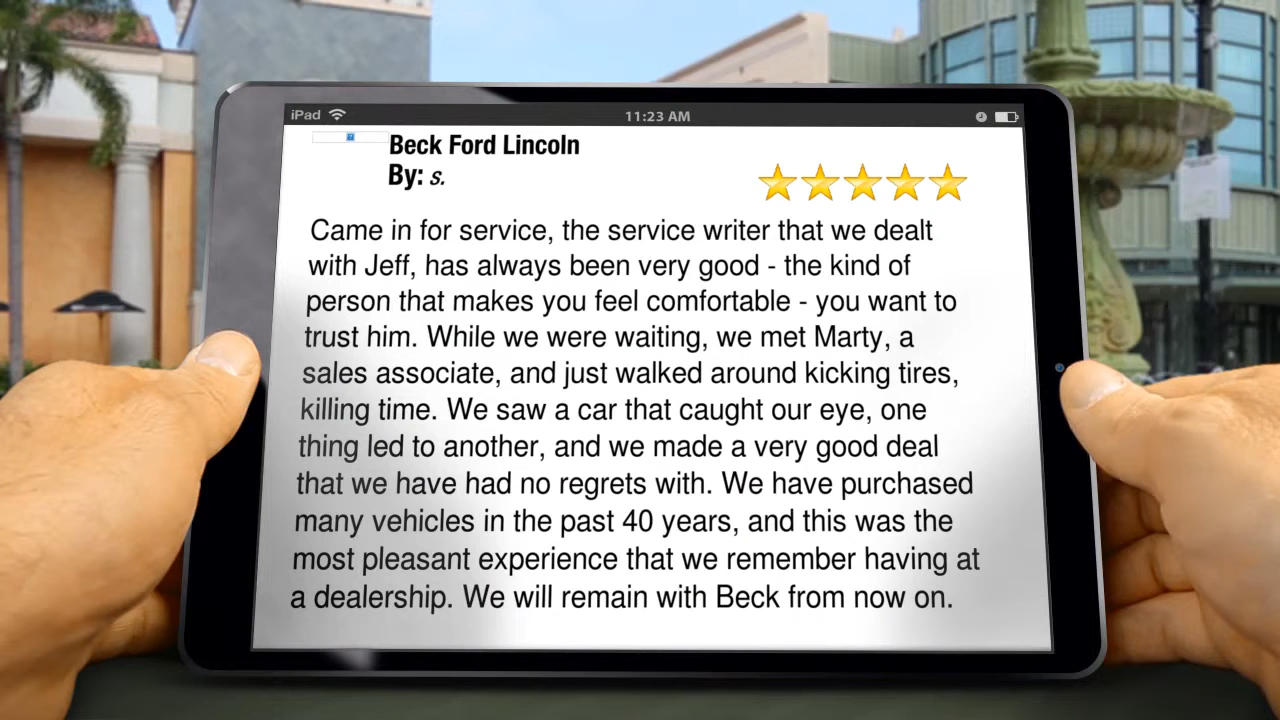 iPad 11:23 AM
Beck Ford Lincoln
By: s.
Came in for service, the service writer that we dealt
with Jeff, has always been very good - the kind of
person that makes you feel comfortable - you want to
trust him. While we were waiting, we met Marty, a
sales associate, and just walked around kicking tires,
killing time. We saw a car that caught our eye, one
thing led to another, and we made a very good deal
that we have had no regrets with. We have purchased
many vehicles in the past 40 years, and this was the
most pleasant experience that we remember having at
a dealership. We will remain with Beck from now on.